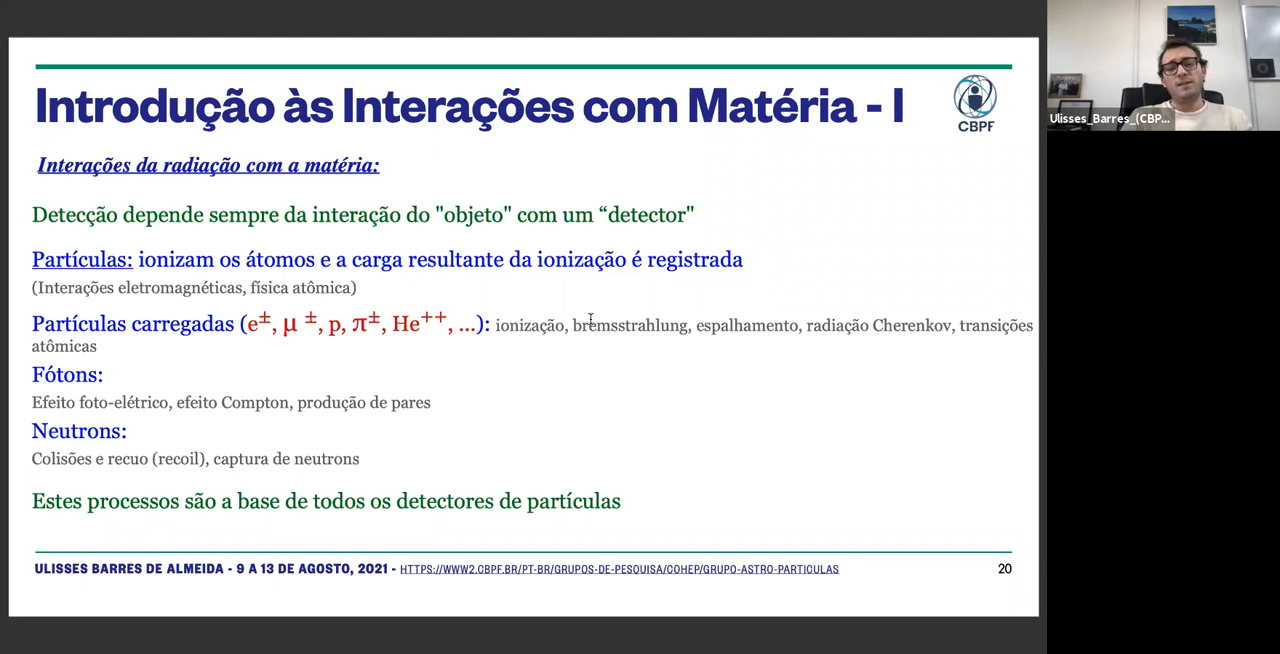 Introdução às Interações com Matéria - I
CBPF
Interações da radiação com a matéria:
Detecção depende sempre da interação do "objeto" com um “detector"
Partículas: ionizam os átomos e a carga resultante da ionização é registrada
(Interações eletromagnéticas, física atômica)
Partículas carregadas (e±, μ ±, p, π±, He++, ...): ionização, bremsstrahlung, espalhamento, radiação Cherenkov, transições
atômicas
Fótons:
Efeito foto-elétrico, efeito Compton, produção de pares
Neutrons:
Colisões e recuo (recoil), captura de neutrons
Estes processos são a base de todos os detectores de partículas
ULISSES BARRES DE ALMEIDA - 9 A 13 DE AGOSTO, 2021 - HTTPS://WWW2.CBPF.BR/PT-BR/GRUPOS-DE-PESQUISA/COHEP/GRUPO-ASTRO-PARTICULAS
20
Ulisses_Barres_(CBP...